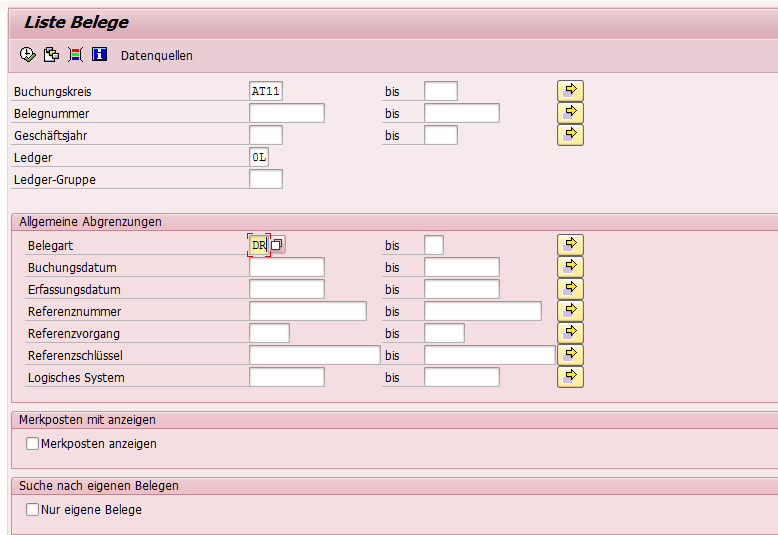 Liste Belege
Datenquellen
Buchungskreis AT11 bis
Belegnummer bis
Geschäftsjahr bis
Ledger 0L
Ledger-Gruppe
Allgemeine Abgrenzungen
Belegart DR bis
Buchungsdatum bis
Erfassungsdatum bis
Referenznummer bis
Referenzvorgang bis
Referenzschlüssel bis
Logisches System bis
Merkposten mit anzeigen
Merkposten anzeigen
Suche nach eigenen Belegen
Nur eigene Belege